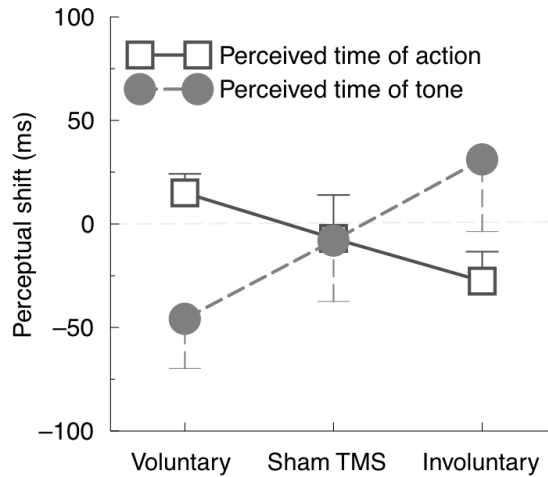 100
Perceived time of action
Perceived time of tone
50
0
−50
−100
Perceptual shift (ms)
Voluntary Sham TMS Involuntary